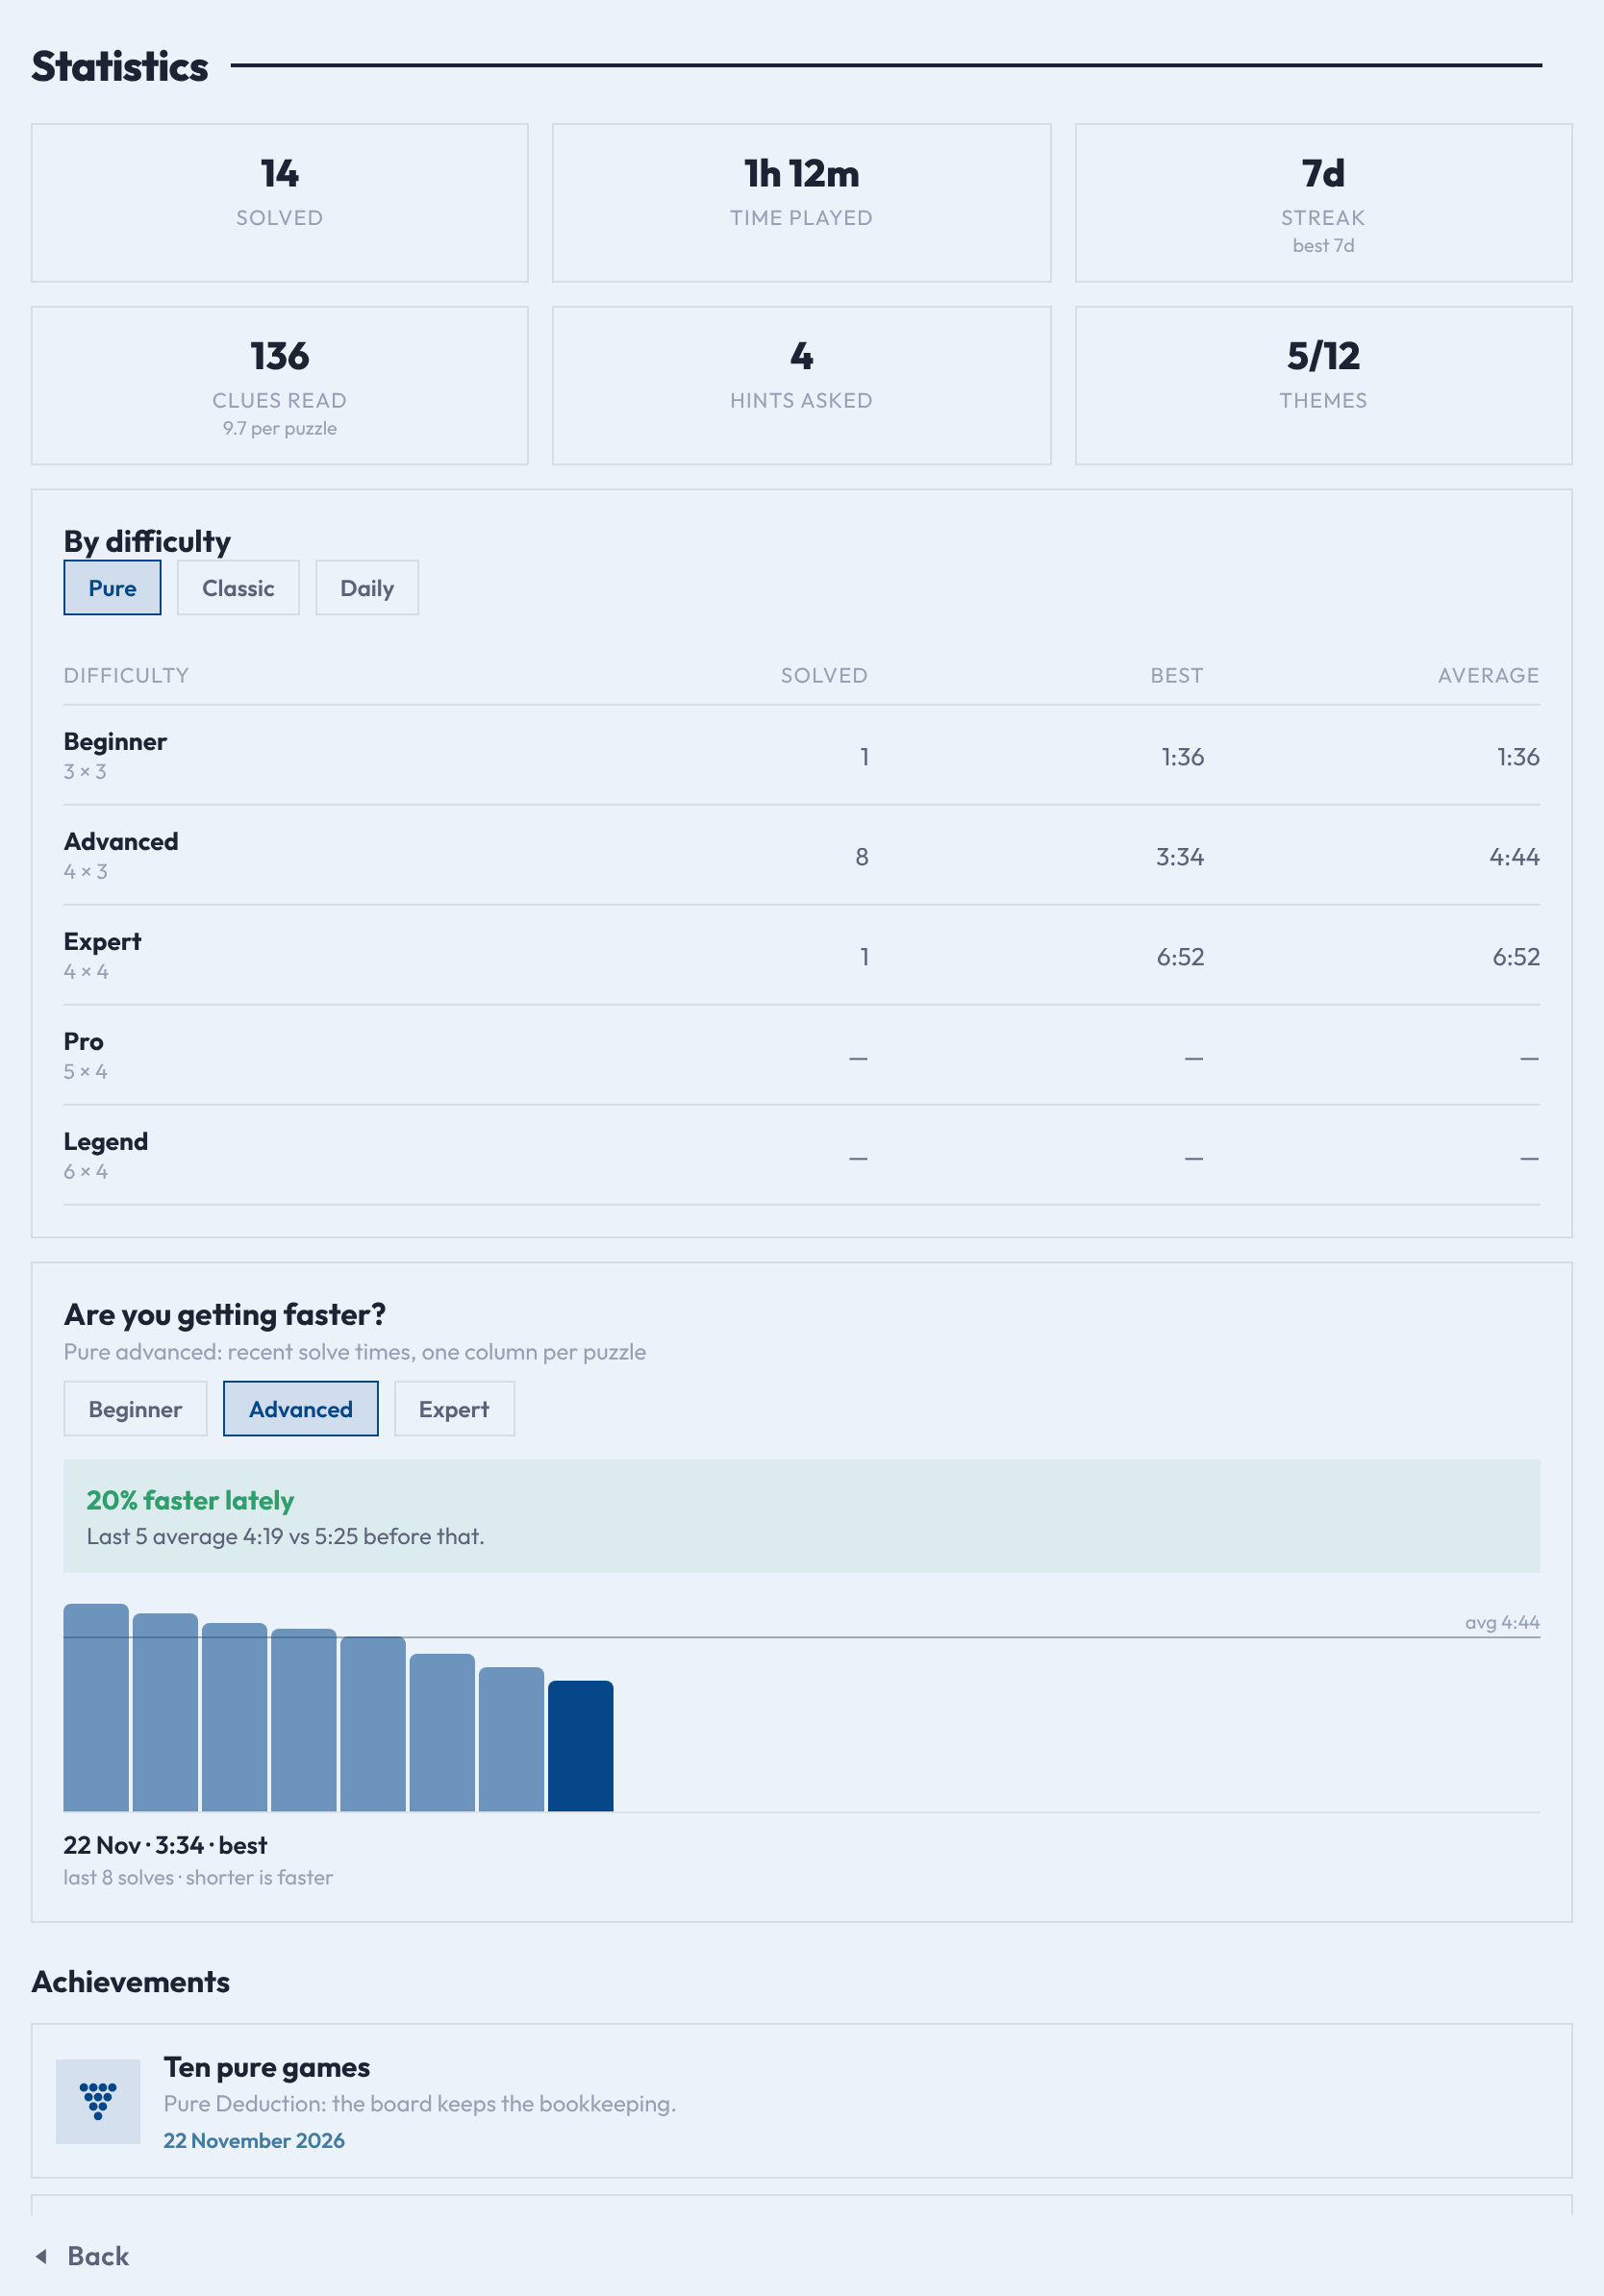 Statistics
14
SOLVED
1h 12m
TIME PLAYED
7d
STREAK
best 7d
136
CLUES READ
9.7 per puzzle
4
HINTS ASKED
5/12
THEMES
By difficulty
Pure Classic Daily
DIFFICULTY SOLVED BEST AVERAGE
Beginner
3 × 3
1 1:36 1:36
Advanced
4 × 3
8 3:34 4:44
Expert
4 × 4
1 6:52 6:52
Pro
5 × 4
— — —
Legend
6 × 4
— — —
Are you getting faster?
Pure advanced: recent solve times, one column per puzzle
Beginner Advanced Expert
20% faster lately
Last 5 average 4:19 vs 5:25 before that.
avg 4:44
22 Nov · 3:34 · best
last 8 solves · shorter is faster
Achievements
Ten pure games
Pure Deduction: the board keeps the bookkeeping.
22 November 2026
Back